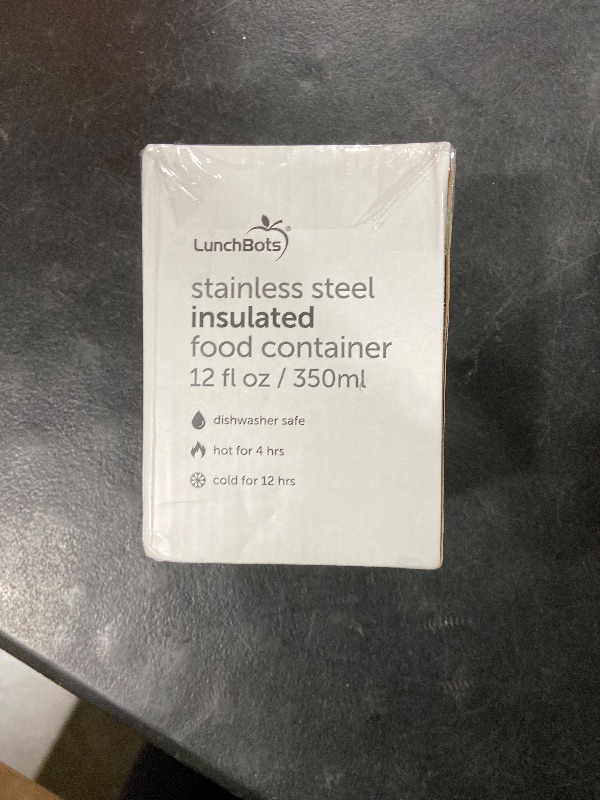 LunchBots®
stainless steel
insulated
food container
12 fl oz / 350ml
dishwasher safe
hot for 4 hrs
cold for 12 hrs